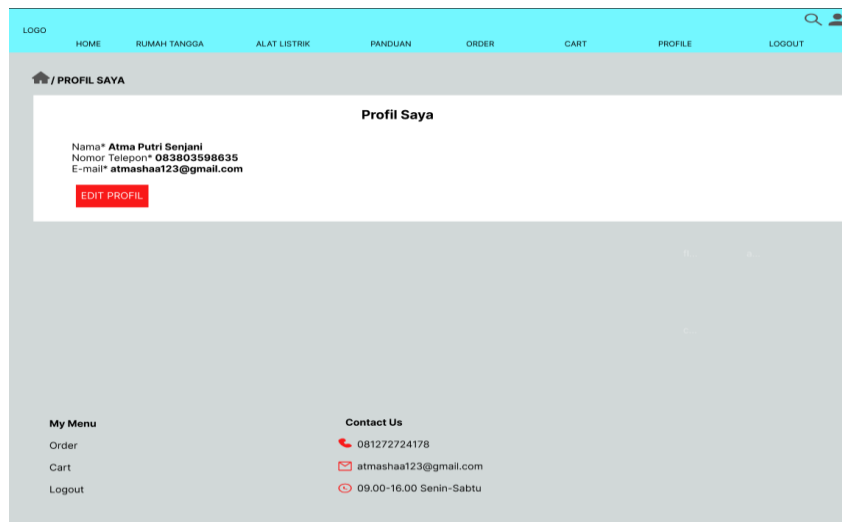 LOGO
HOME RUMAH TANGGA ALAT LISTRIK PANDUAN ORDER CART PROFILE LOGOUT
/ PROFIL SAYA
Profil Saya
Nama* Atma Putri Senjani
Nomor Telepon* 083803598635
E-mail* atmashaa123@gmail.com
EDIT PROFIL
My Menu
Order
Cart
Logout
Contact Us
081272724178
atmashaa123@gmail.com
09.00-16.00 Senin-Sabtu